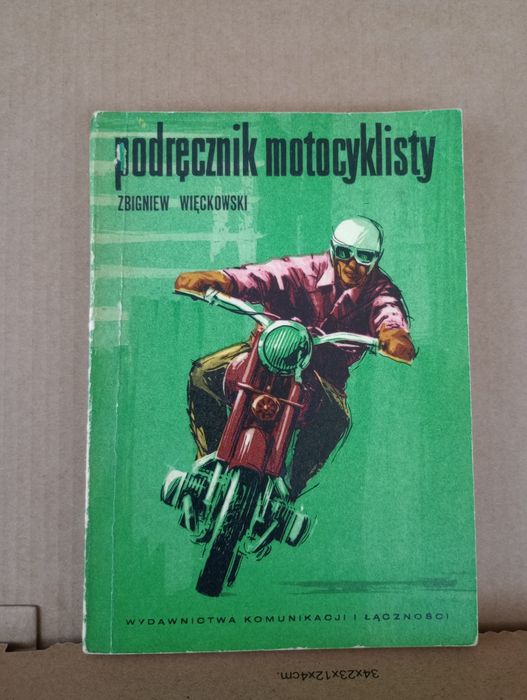 podręcznik motocyklisty
ZBIGNIEW WIĘCKOWSKI
WYDAWNICTWA KOMUNIKACJI I ŁĄCZNOŚCI
34x23x12x4cm.